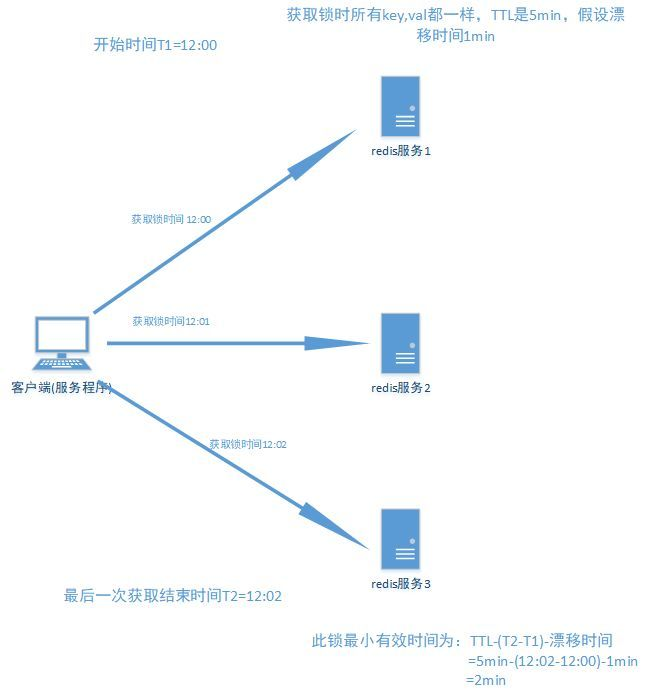 获取锁时所有key,val都一样，TTL是5min，假设漂
移时间1min
开始时间T1=12:00
redis服务1
获取锁时间 12:00
获取锁时间12:01
客户端(服务程序)
redis服务2
获取锁时间12:02
redis服务3
最后一次获取结束时间T2=12:02
此锁最小有效时间为：TTL-(T2-T1)-漂移时间
=5min-(12:02-12:00)-1min
=2min